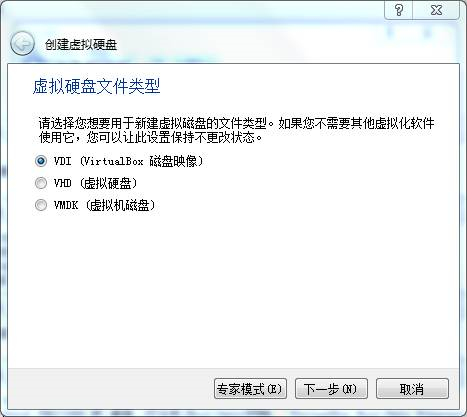 创建虚拟硬盘
虚拟硬盘文件类型
请选择您想要用于新建虚拟磁盘的文件类型。如果您不需要其他虚拟化软件
使用它，您可以让此设置保持不更改状态。
VDI (VirtualBox 磁盘映像)
VHD (虚拟硬盘)
VMDK (虚拟机磁盘)
专家模式(E) 下一步(N) 取消